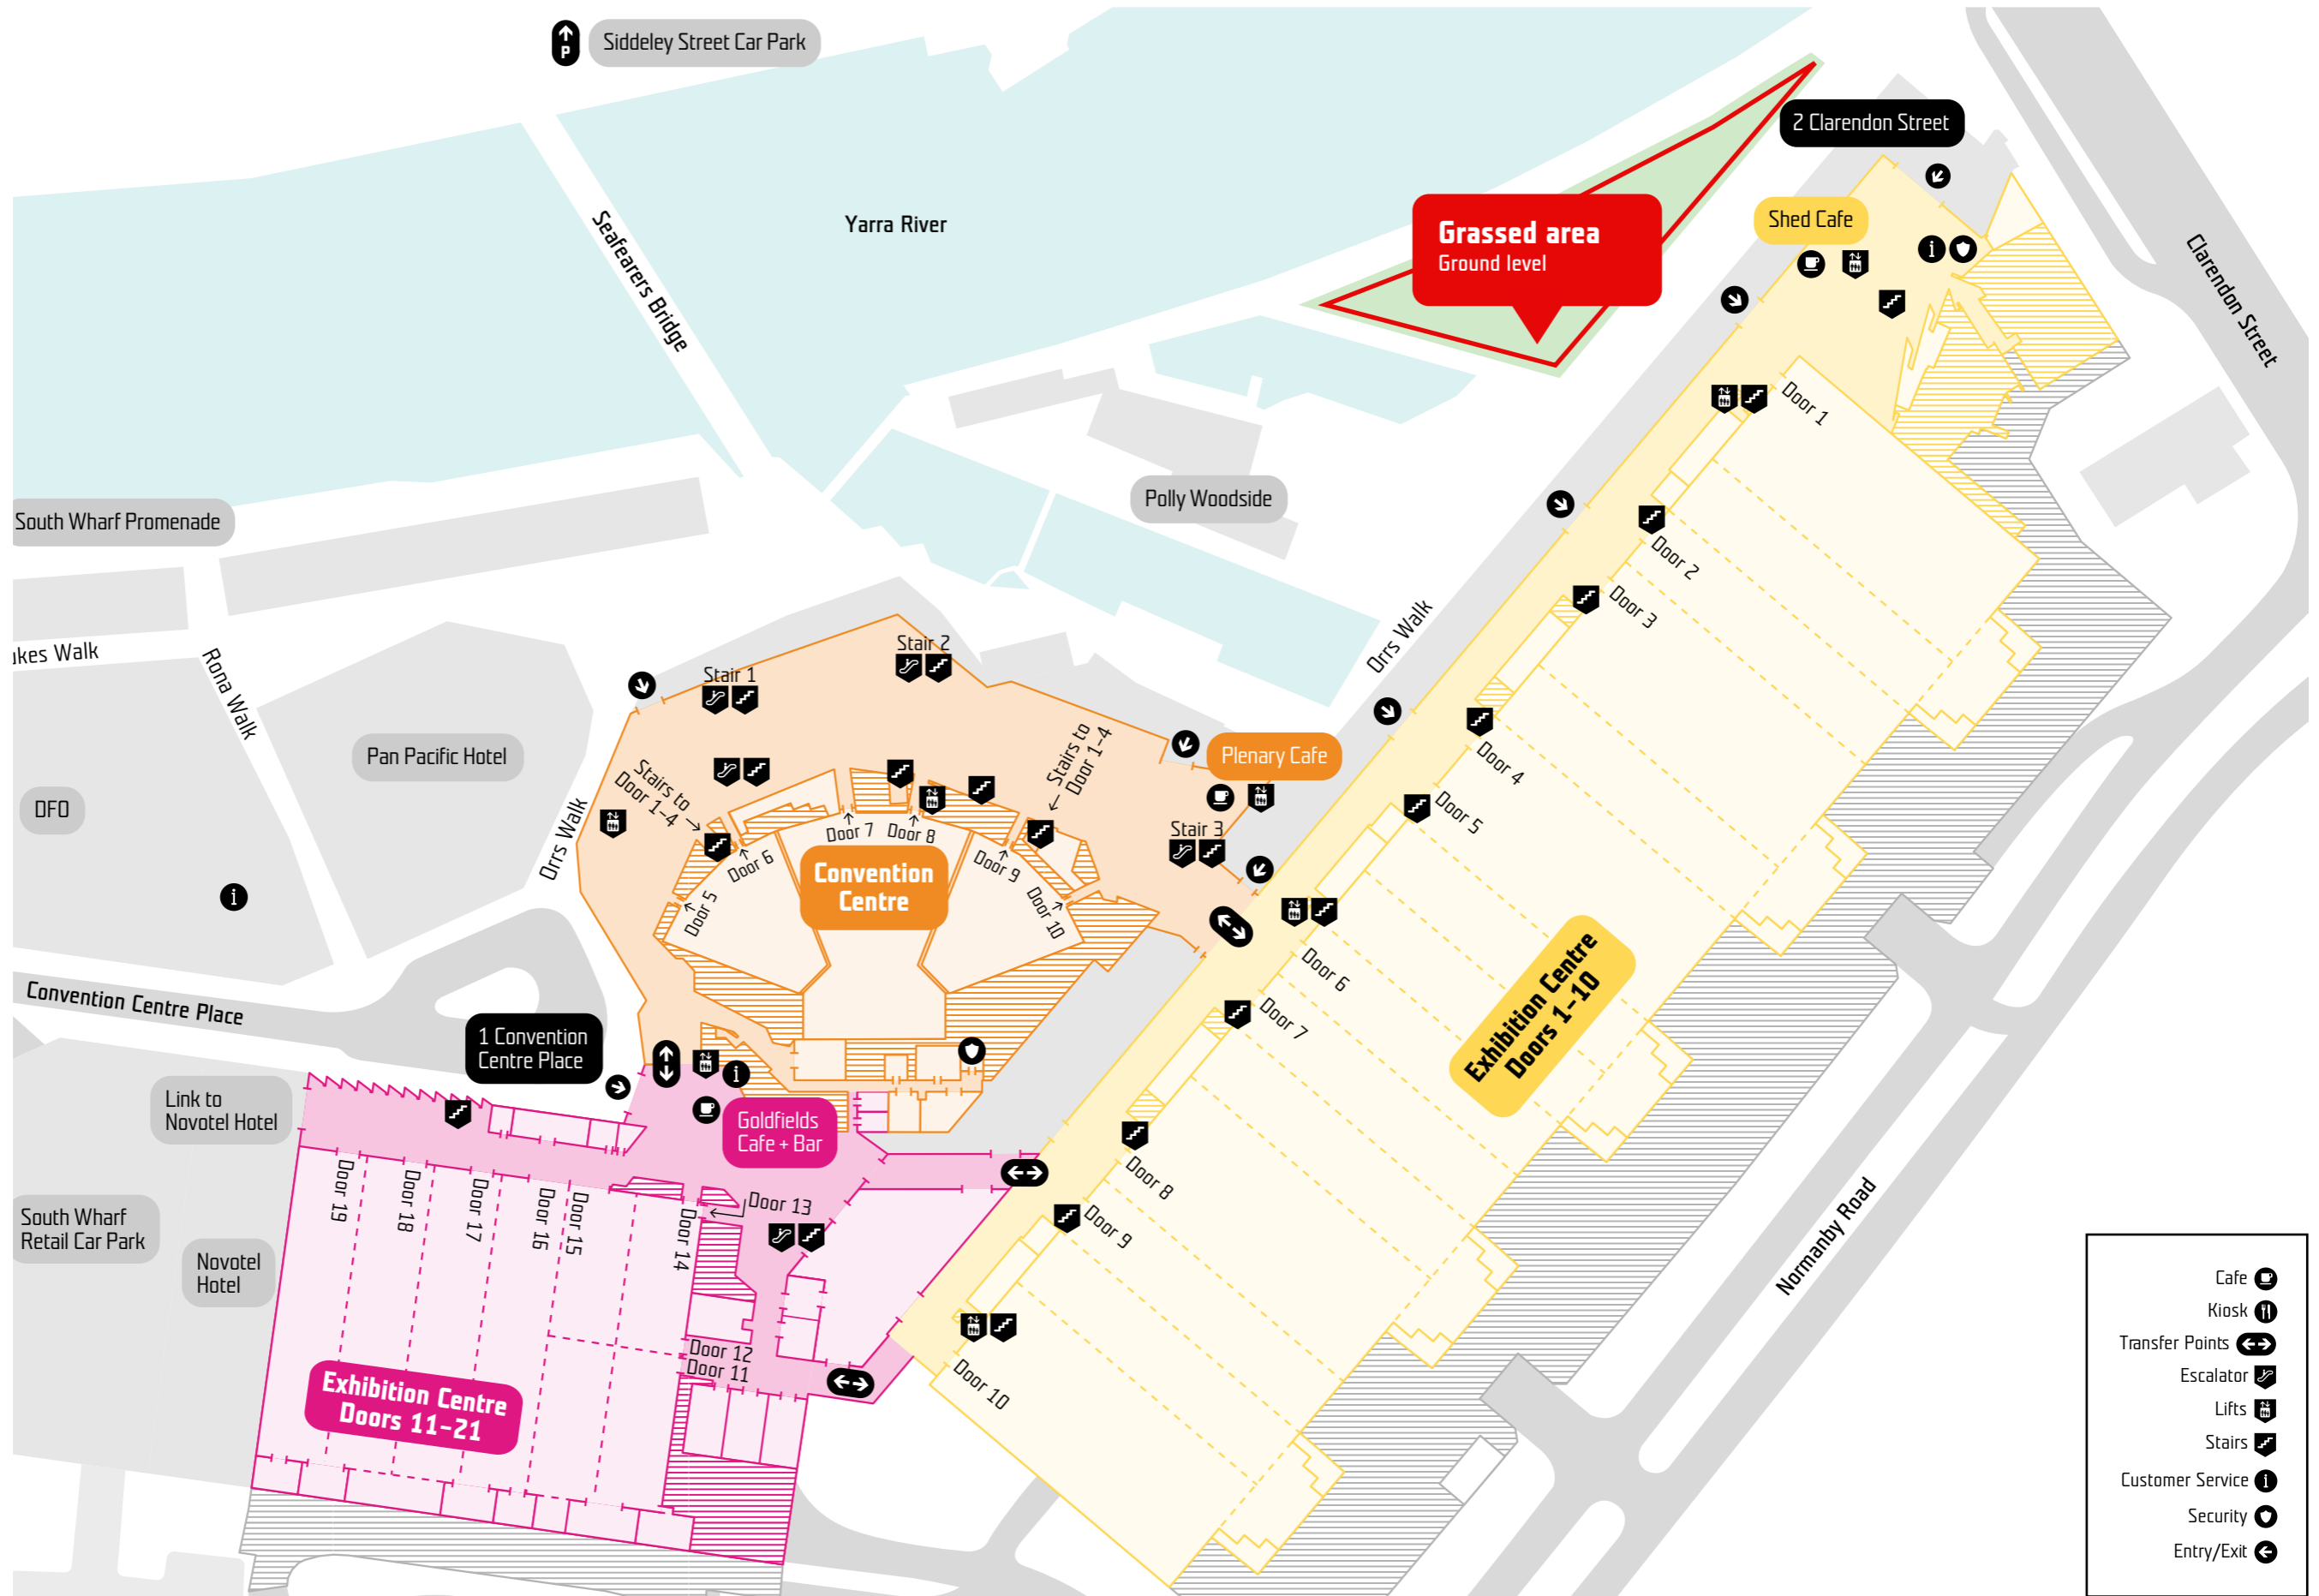 P
Siddeley Street Car Park
2 Clarendon Street
Shed Cafe
Yarra River
Grassed area
Ground level
Seafearers Bridge
Clarendon Street
Door 1
South Wharf Promenade
Polly Woodside
Door 2
Door 3
Orrs Walk
ukes Walk
Rona Walk
Stair 2
Stair 1
Pan Pacific Hotel
Stairs to
Door 1-4
Stairs to
Door 1-4
Plenary Cafe
Door 4
DFO
Orrs Walk
Door 5
Stair 3
Door 7
Door 8
Door 6
Door 9
Convention
Centre
Door 5
Door 10
Door 6
Exhibition Centre
Doors 1-10
Door 7
Convention Centre Place
1 Convention
Centre Place
Link to
Novotel Hotel
Goldfields
Cafe + Bar
Door 8
Door 19
Door 18
Door 17
Door 16
Door 15
Door 14
Door 13
Door 9
South Wharf
Retail Car Park
Novotel
Hotel
Normanby Road
Door 12
Door 11
Door 10
Exhibition Centre
Doors 11-21
Cafe
Kiosk
Transfer Points
Escalator
Lifts
Stairs
Customer Service
Security
Entry/Exit